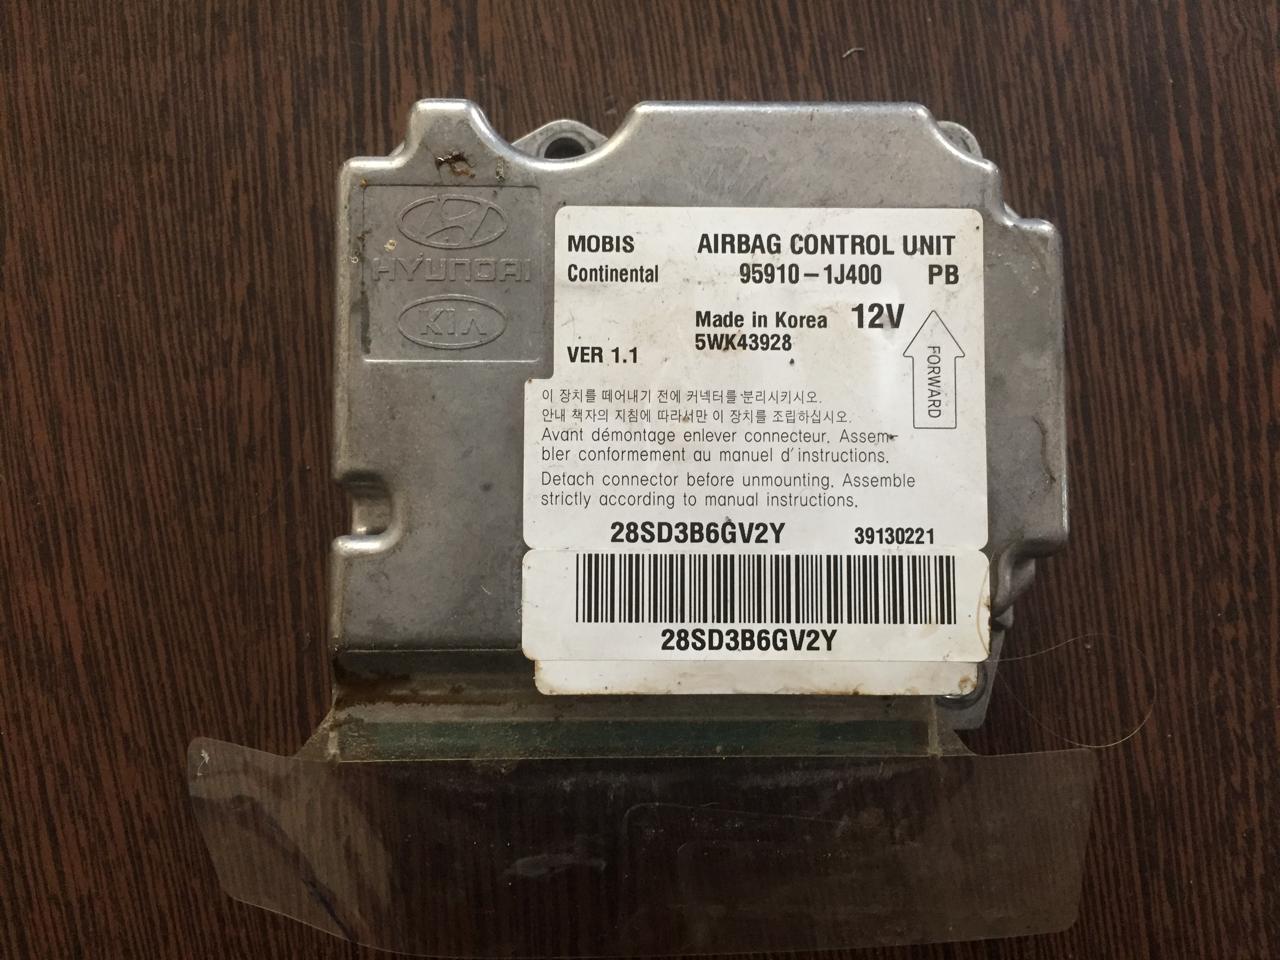 HYUNDAI
KIA
MOBIS AIRBAG CONTROL UNIT
Continental 95910-1J400 PB
Made in Korea 12V
5WK43928
VER 1.1
FORWARD
이 장치를 떼어내기 전에 커넥터를 분리시키시오.
안내 책자의 지침에 따라서만 이 장치를 조립하십시오.
Avant démontage enlever connecteur. Assem-
bler conformement au manuel d'instructions.
Detach connector before unmounting. Assemble
strictly according to manual instructions.
28SD3B6GV2Y 39130221
28SD3B6GV2Y